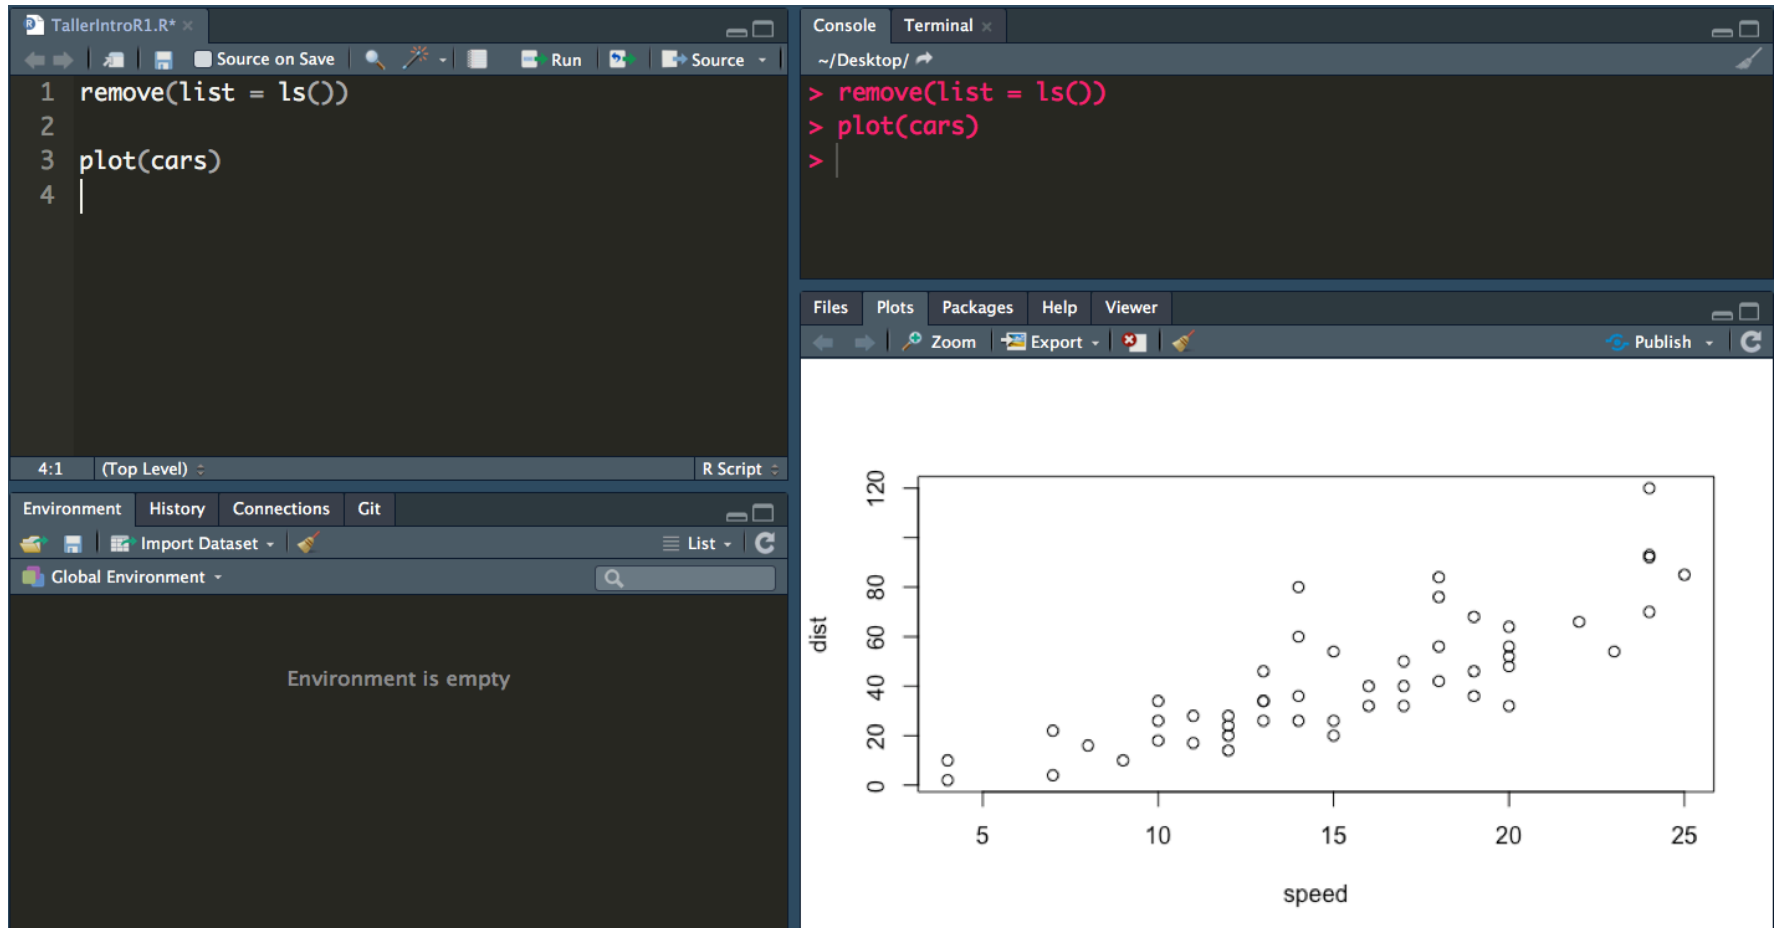 TallerIntroR1.R*
Source on Save
Run
Source
1 remove(list = ls())
2
3 plot(cars)
4
4:1 (Top Level) R Script
Environment History Connections Git
Import Dataset
List
Global Environment
Environment is empty
Console Terminal
~/Desktop/
> remove(list = ls())
> plot(cars)
>
Files Plots Packages Help Viewer
Zoom Export Publish
dist
120
80
60
40
20
0
5 10 15 20 25
speed